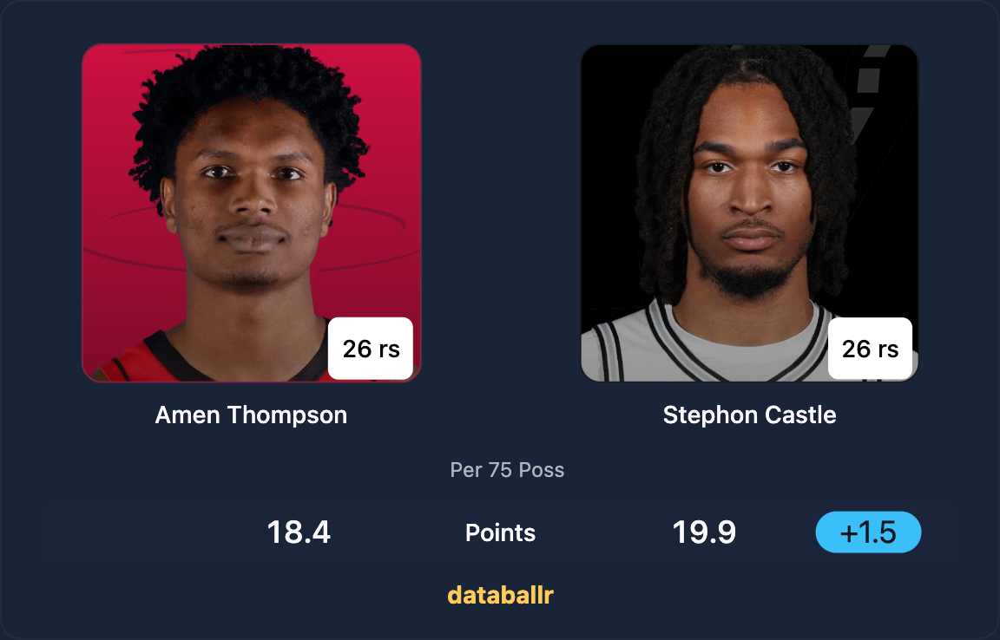 26 rs
26 rs
Amen Thompson
Stephon Castle
Per 75 Poss
18.4 Points 19.9 +1.5
databallr